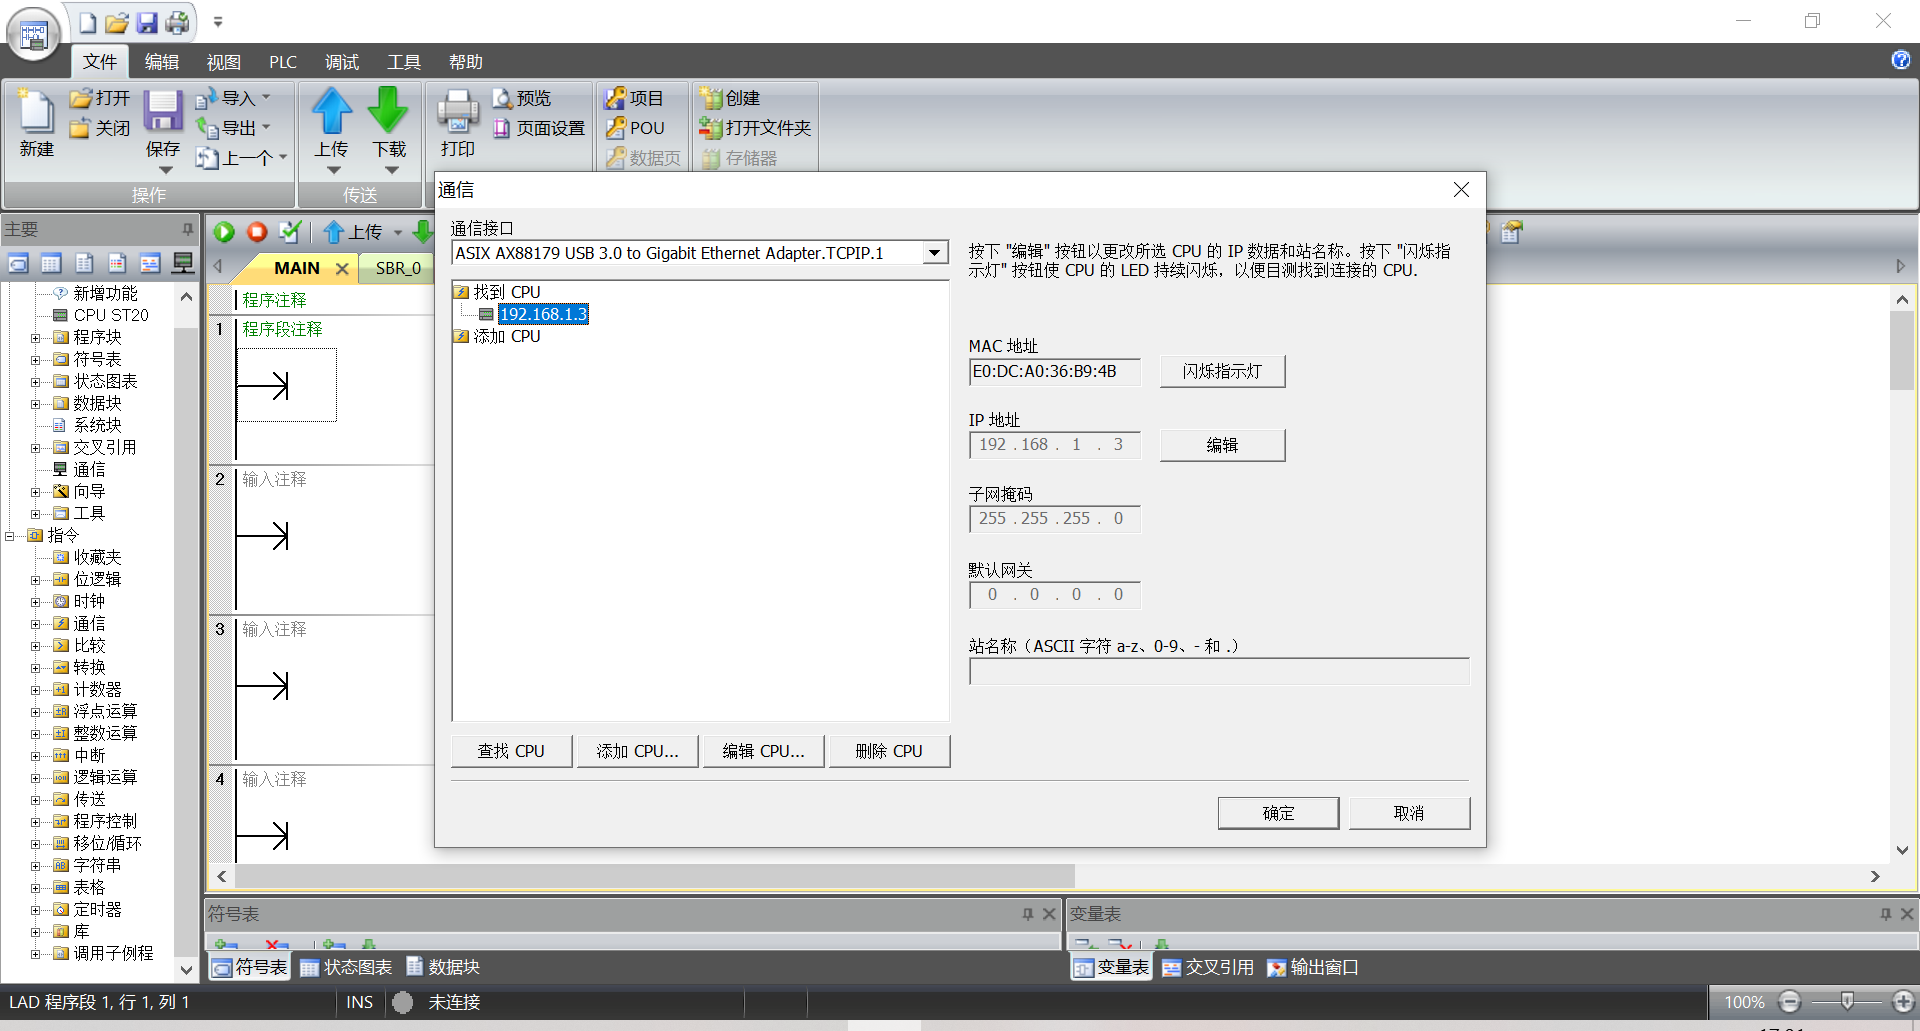 文件 编辑 视图 PLC 调试 工具 帮助
新建
打开
关闭
保存
导入
导出
上一个
操作
上传
下载
传送
打印
预览
页面设置
项目
POU
数据页
创建
打开文件夹
存储器
主要
新增功能
CPU ST20
程序块
符号表
状态图表
数据块
系统块
交叉引用
通信
向导
工具
指令
收藏夹
位逻辑
时钟
通信
比较
转换
计数器
浮点运算
整数运算
中断
逻辑运算
传送
程序控制
移位/循环
字符串
表格
定时器
库
调用子例程
上传
MAIN SBR_0
程序注释
1 程序段注释
2 输入注释
3 输入注释
4 输入注释
通信
通信接口
ASIX AX88179 USB 3.0 to Gigabit Ethernet Adapter.TCPIP.1
找到 CPU
192.168.1.3
添加 CPU
查找 CPU 添加 CPU... 编辑 CPU... 删除 CPU
按下 "编辑" 按钮以更改所选 CPU 的 IP 数据和站名称。按下 "闪烁指
示灯" 按钮使 CPU 的 LED 持续闪烁，以便目测找到连接的 CPU.
MAC 地址
E0:DC:A0:36:B9:4B 闪烁指示灯
IP 地址
192 . 168 . 1 . 3 编辑
子网掩码
255 . 255 . 255 . 0
默认网关
0 . 0 . 0 . 0
站名称（ASCII 字符 a-z、0-9、- 和 .）
确定 取消
符号表
符号表 状态图表 数据块
变量表
变量表 交叉引用 输出窗口
LAD 程序段 1, 行 1, 列 1 INS 未连接 100%